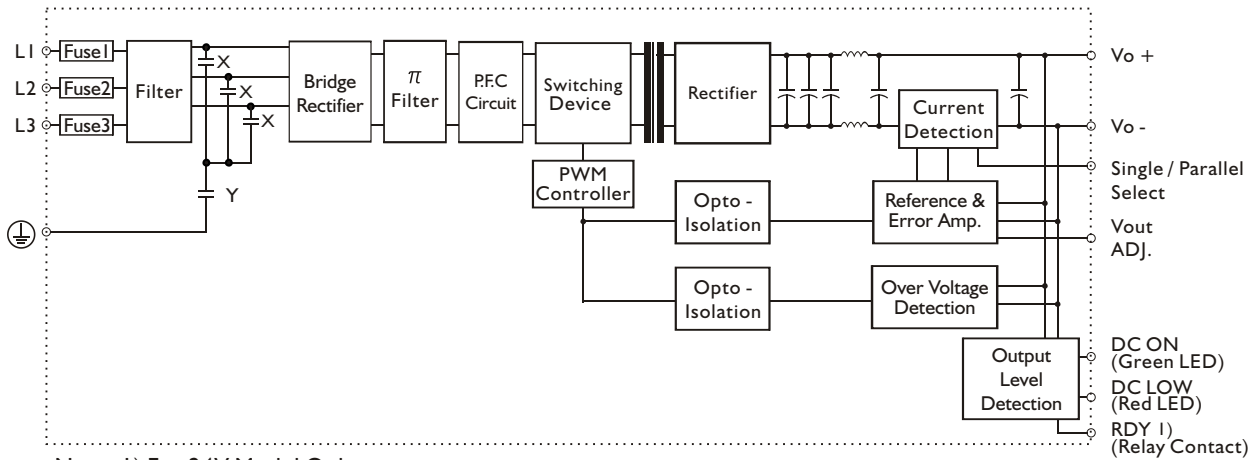 L1
Fuse1
L2
Fuse2
L3
Fuse3
Filter
X
X
X
Y
Bridge
Rectifier
π
Filter
P.F.C
Circuit
Switching
Device
Rectifier
Current
Detection
PWM
Controller
Opto -
Isolation
Reference &
Error Amp.
Opto -
Isolation
Over Voltage
Detection
Output
Level
Detection
Vo +
Vo -
Single / Parallel
Select
Vout
ADJ.
DC ON
(Green LED)
DC LOW
(Red LED)
RDY 1)
(Relay Contact)